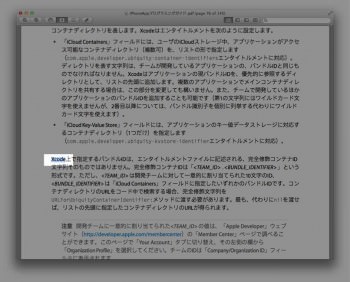 iPhoneAppプログラミングガイド.pdf (page 76 of 145)
コンテナディレクトリを表します。Xcodeはエンタイトルメントを次のように設定します。
• 「iCloud Containers」フィールドには、ユーザのiCloudストレージ中、アプリケーションがアクセス
可能なコンテナディレクトリ（複数可）を、リストの形で指定します
（com.apple.developer.ubiquity-container-identifiersエンタイトルメントに対応）。
ディレクトリを表す文字列は、チームが開発しているアプリケーションの、バンドルIDと同じも
のでなければなりません。Xcodeはアプリケーションの現バンドルIDを、優先的に参照するディ
レクトリとして、リストの先頭に追加します。複数のアプリケーションでメインコンテナディレ
クトリを共有する場合は、この部分を変更しても構いません。また、チームで開発しているほか
のアプリケーションのバンドルIDを追加することも可能です（第1の文字列にはワイルドカード文
字を使えませんが、2番目以降については、バンドル識別子を個別に列挙する代わりにワイルド
カード文字を使えます）。
• 「iCloud Key-Value Store」フィールドには、アプリケーションのキー値データストレージに対応
するコンテナディレクトリ（1つだけ）を指定します
（com.apple.developer.ubiquity-kvstore-identifierエンタイトルメントに対応）。
Xcode上で指定するバンドルIDは、エンタイトルメントファイルに記述される、完全修飾コンテナID
文字列そのものではありません。完全修飾コンテナIDは「<TEAM_ID>.<BUNDLE_IDENTIFIER>」という
形式です。ただし、<TEAM_ID>は開発チームに対して一意的に割り当てられた10文字のID、
<BUNDLE_IDENTIFIER>は「iCloud Containers」フィールドに指定していずれかのバンドルIDです。コン
テナディレクトリのURLをコード中で検索する場合、完全修飾文字列を
URLForUbiquityContainerIdentifier:メソッドに渡す必要があります。最も、代わりにnilを渡せ
ば、リストの先頭に指定したコンテナディレクトリのURLが得られます。
注意 開発チームに一意的に割り当てられた<TEAM_ID>の値は、「Apple Developer」ウェブ
サイト（http://developer.apple.com/membercenter）の「Member Center」ページで調べるこ
とができます。このページで「Your Account」タブに切り替え、その左側の欄から
「Organization Profile」を選択してください。チームのIDは「Company/Organization ID」フィー